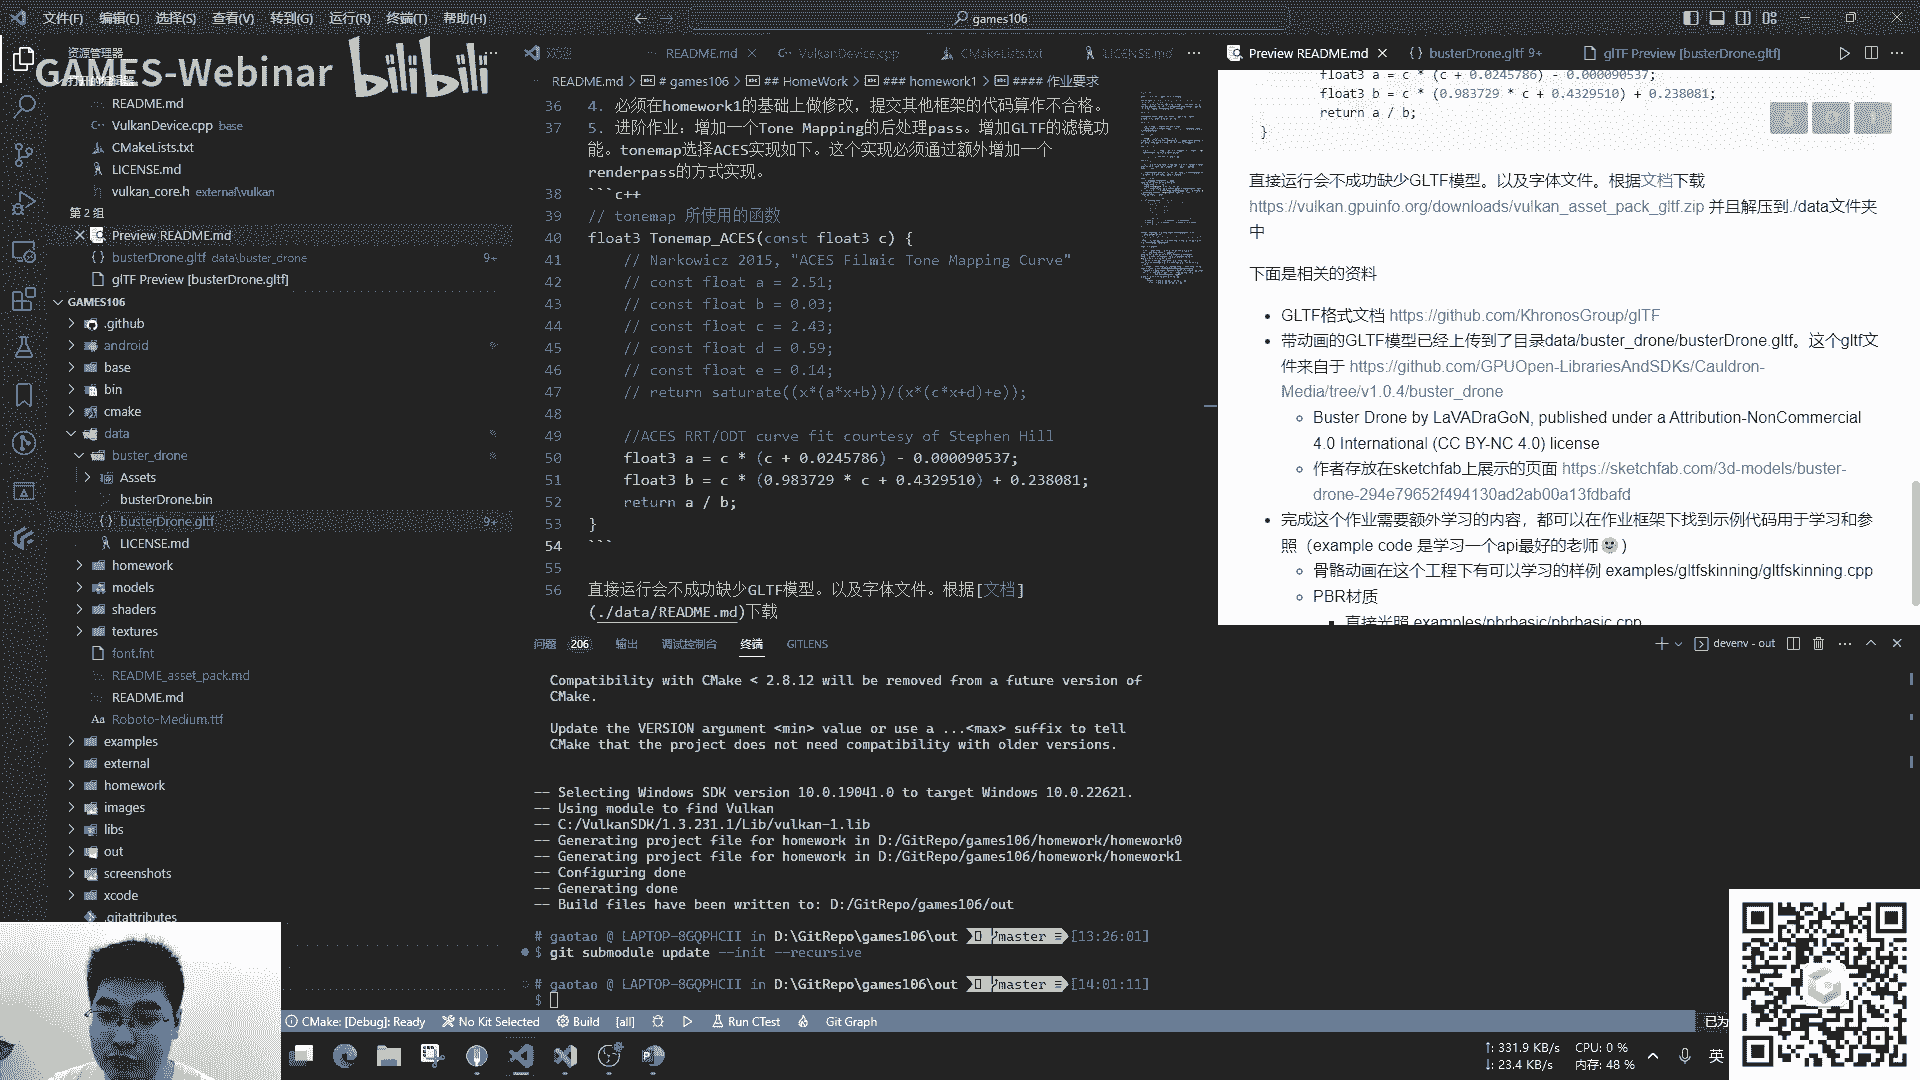 文件(F) 编辑(E) 选择(S) 查看(V) 转到(G) 运行(R) 终端(T) 帮助(H)
games106
资源管理器
GAMES-Webinar bilibili
README.md
VulkanDevice.cpp base
CMakeLists.txt
LICENSE.md
vulkan_core.h external\vulkan
第 2 组
Preview README.md
busterDrone.gltf data\buster_drone 9+
glTF Preview [busterDrone.gltf]
GAMES106
.github
android
base
bin
cmake
data
buster_drone
Assets
busterDrone.bin
busterDrone.gltf 9+
LICENSE.md
homework
models
shaders
textures
font.fnt
README_asset_pack.md
README.md
Roboto-Medium.ttf
examples
external
homework
images
libs
out
screenshots
xcode
.gitattributes
README.md VulkanDevice.cpp CMakeLists.txt LICENSE.md
README.md > # games106 > ## HomeWork > ### homework1 > #### 作业要求
36 4. 必须在homework1的基础上做修改，提交其他框架的代码算作不合格。
37 5. 进阶作业：增加一个Tone Mapping的后处理pass。增加GLTF的滤镜功
能。tonemap选择ACES实现如下。这个实现必须通过额外增加一个
renderpass的方式实现。
38 ```c++
39 // tonemap 所使用的函数
40 float3 Tonemap_ACES(const float3 c) {
41 // Narkowicz 2015, "ACES Filmic Tone Mapping Curve"
42 // const float a = 2.51;
43 // const float b = 0.03;
44 // const float c = 2.43;
45 // const float d = 0.59;
46 // const float e = 0.14;
47 // return saturate((x*(a*x+b))/(x*(c*x+d)+e));
48
49 //ACES RRT/ODT curve fit courtesy of Stephen Hill
50 float3 a = c * (c + 0.0245786) - 0.000090537;
51 float3 b = c * (0.983729 * c + 0.4329510) + 0.238081;
52 return a / b;
53 }
54 ```
55
56 直接运行会不成功缺少GLTF模型。以及字体文件。根据[文档]
(./data/README.md)下载
Preview README.md busterDrone.gltf 9+ glTF Preview [busterDrone.gltf]
float3 a = c * (c + 0.0245786) - 0.000090537;
float3 b = c * (0.983729 * c + 0.4329510) + 0.238081;
return a / b;
}
直接运行会不成功缺少GLTF模型。以及字体文件。根据文档下载
https://vulkan.gpuinfo.org/downloads/vulkan_asset_pack_gltf.zip 并且解压到./data文件夹
中
下面是相关的资料
GLTF格式文档 https://github.com/KhronosGroup/glTF
带动画的GLTF模型已经上传到了目录data/buster_drone/busterDrone.gltf。这个gltf文
件来自于 https://github.com/GPUOpen-LibrariesAndSDKs/Cauldron-
Media/tree/v1.0.4/buster_drone
Buster Drone by LaVADraGoN, published under a Attribution-NonCommercial
4.0 International (CC BY-NC 4.0) license
作者存放在sketchfab上展示的页面 https://sketchfab.com/3d-models/buster-
drone-294e79652f494130ad2ab00a13fdbafd
完成这个作业需要额外学习的内容，都可以在作业框架下找到示例代码用于学习和参
照（example code 是学习一个api最好的老师🙂）
骨骼动画在这个工程下有可以学习的样例 examples/gltfskinning/gltfskinning.cpp
PBR材质
直接光照 examples/pbrbasic/pbrbasic.cpp
问题 206 输出 调试控制台 终端 GITLENS
devenv - out
Compatibility with CMake < 2.8.12 will be removed from a future version of
CMake.
Update the VERSION argument <min> value or use a ...<max> suffix to tell
CMake that the project does not need compatibility with older versions.
-- Selecting Windows SDK version 10.0.19041.0 to target Windows 10.0.22621.
-- Using module to find Vulkan
-- C:/VulkanSDK/1.3.231.1/Lib/vulkan-1.lib
-- Generating project file for homework in D:/GitRepo/games106/homework/homework0
-- Generating project file for homework in D:/GitRepo/games106/homework/homework1
-- Configuring done
-- Generating done
-- Build files have been written to: D:/GitRepo/games106/out
# gaotao @ LAPTOP-8GQPHCII in D:\GitRepo\games106\out master ≡ [13:26:01]
$ git submodule update --init --recursive
# gaotao @ LAPTOP-8GQPHCII in D:\GitRepo\games106\out master ≡ [14:01:11]
$
CMake: [Debug]: Ready No Kit Selected Build [all] Run CTest Git Graph
已为
↑: 331.9 KB/s CPU: 0 %
↓: 23.4 KB/s 内存: 48 %
英